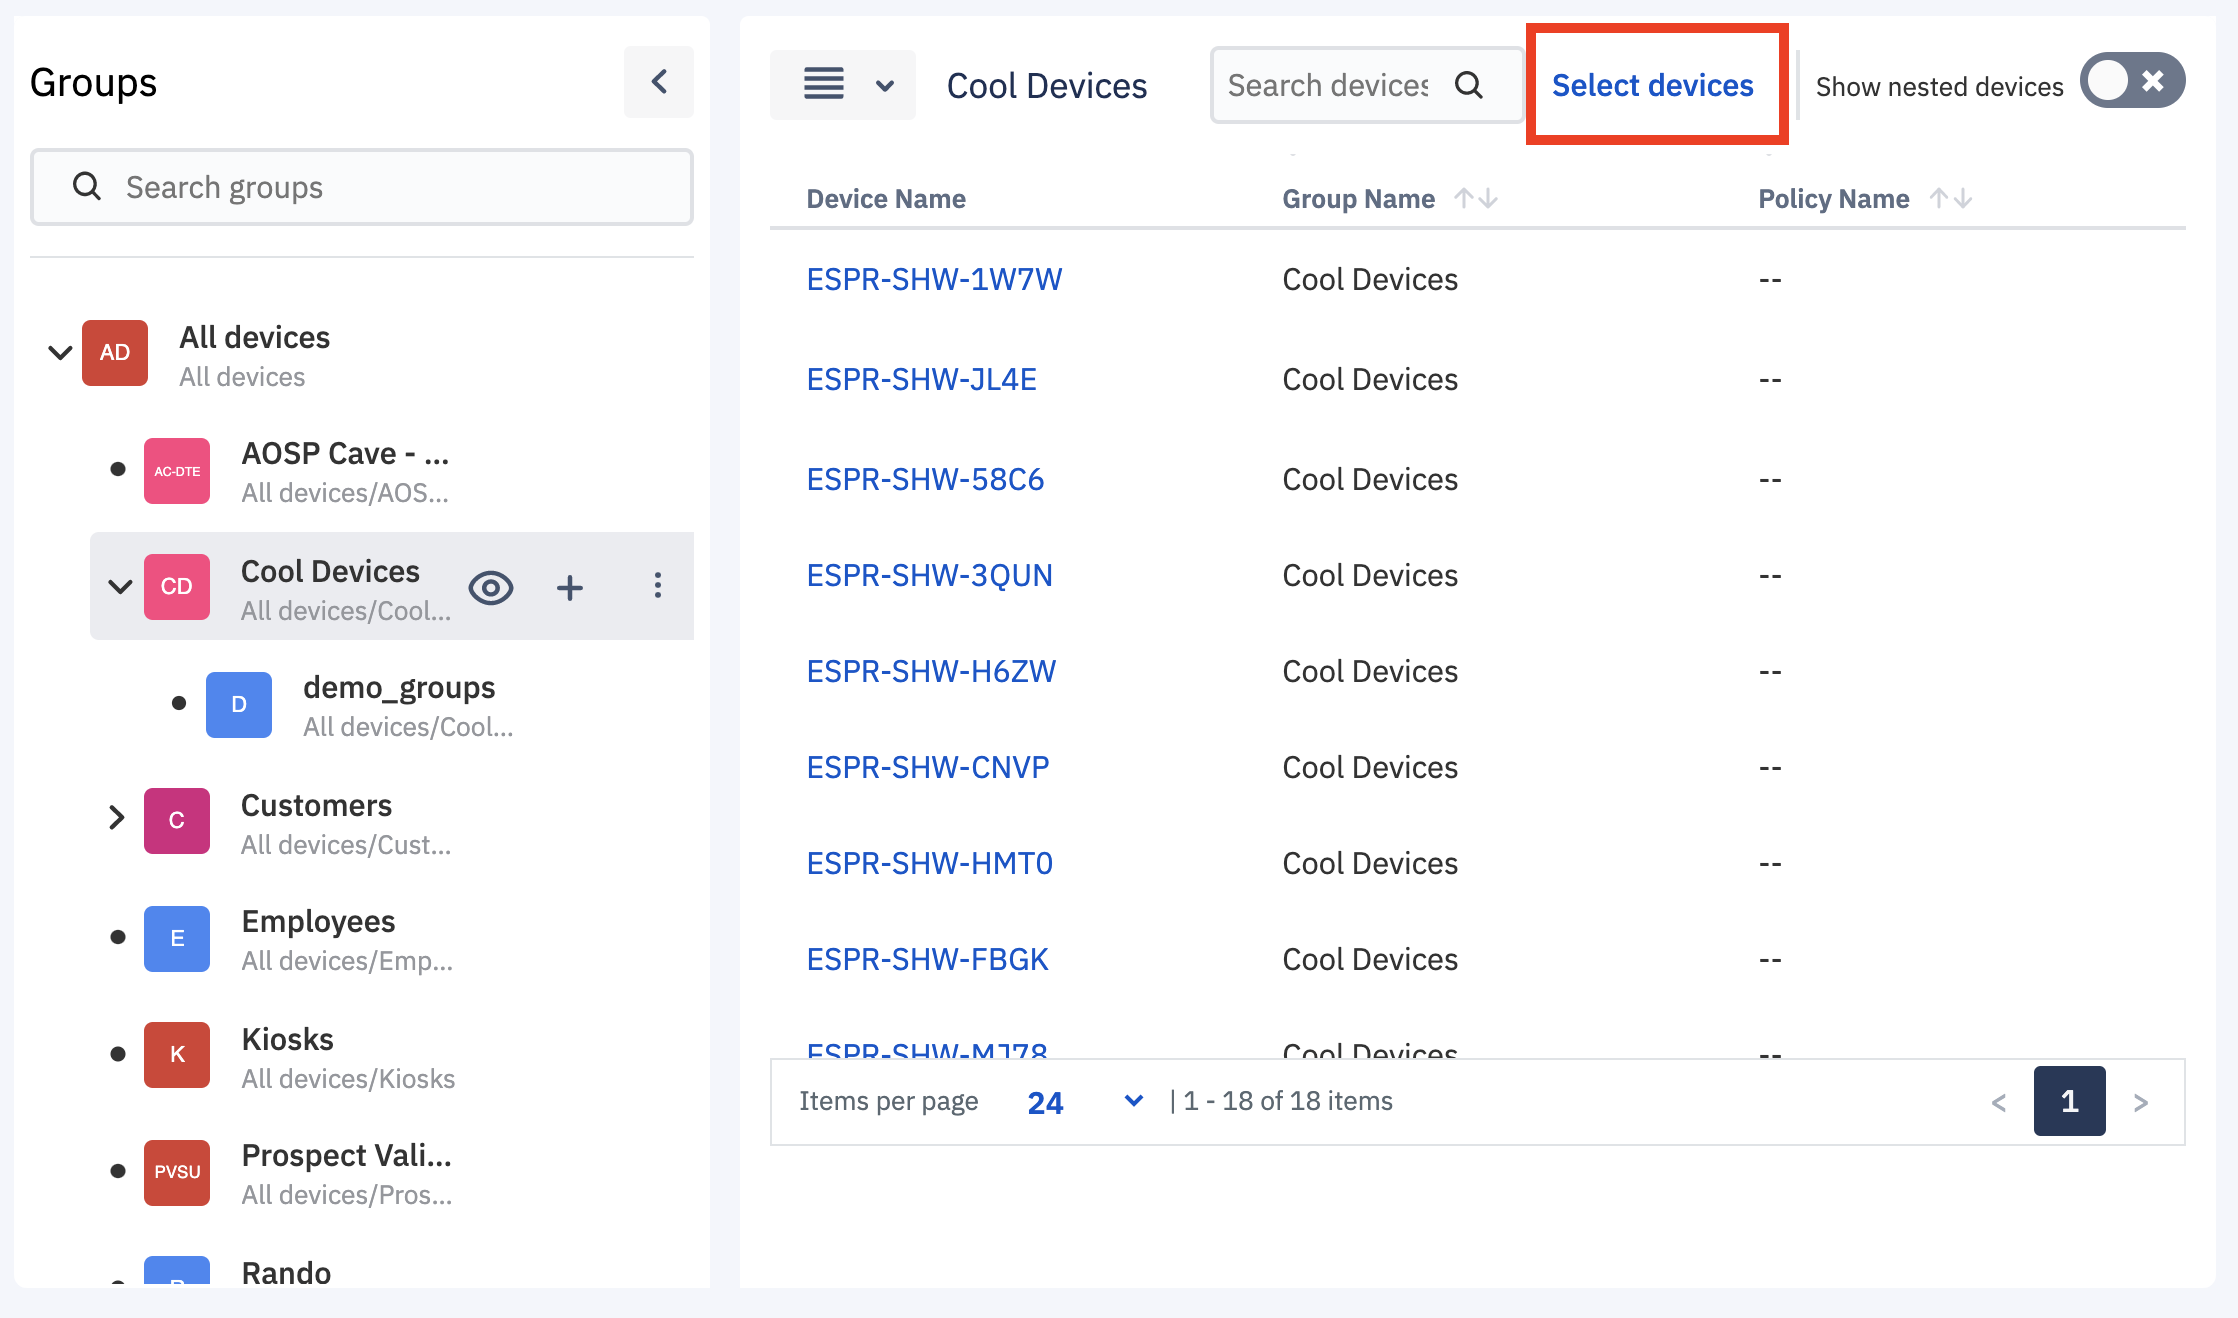 Groups
Search groups
AD
All devices
All devices
AC-DTE
AOSP Cave - ...
All devices/AOS...
CD
Cool Devices
All devices/Cool...
D
demo_groups
All devices/Cool...
C
Customers
All devices/Cust...
E
Employees
All devices/Emp...
K
Kiosks
All devices/Kiosks
PVSU
Prospect Vali...
All devices/Pros...
Rando
Cool Devices
Search devices
Select devices
Show nested devices
Device Name Group Name Policy Name
ESPR-SHW-1W7W Cool Devices --
ESPR-SHW-JL4E Cool Devices --
ESPR-SHW-58C6 Cool Devices --
ESPR-SHW-3QUN Cool Devices --
ESPR-SHW-H6ZW Cool Devices --
ESPR-SHW-CNVP Cool Devices --
ESPR-SHW-HMT0 Cool Devices --
ESPR-SHW-FBGK Cool Devices --
ESPR-SHW-MJ78 Cool Devices --
Items per page 24 | 1 - 18 of 18 items < 1 >